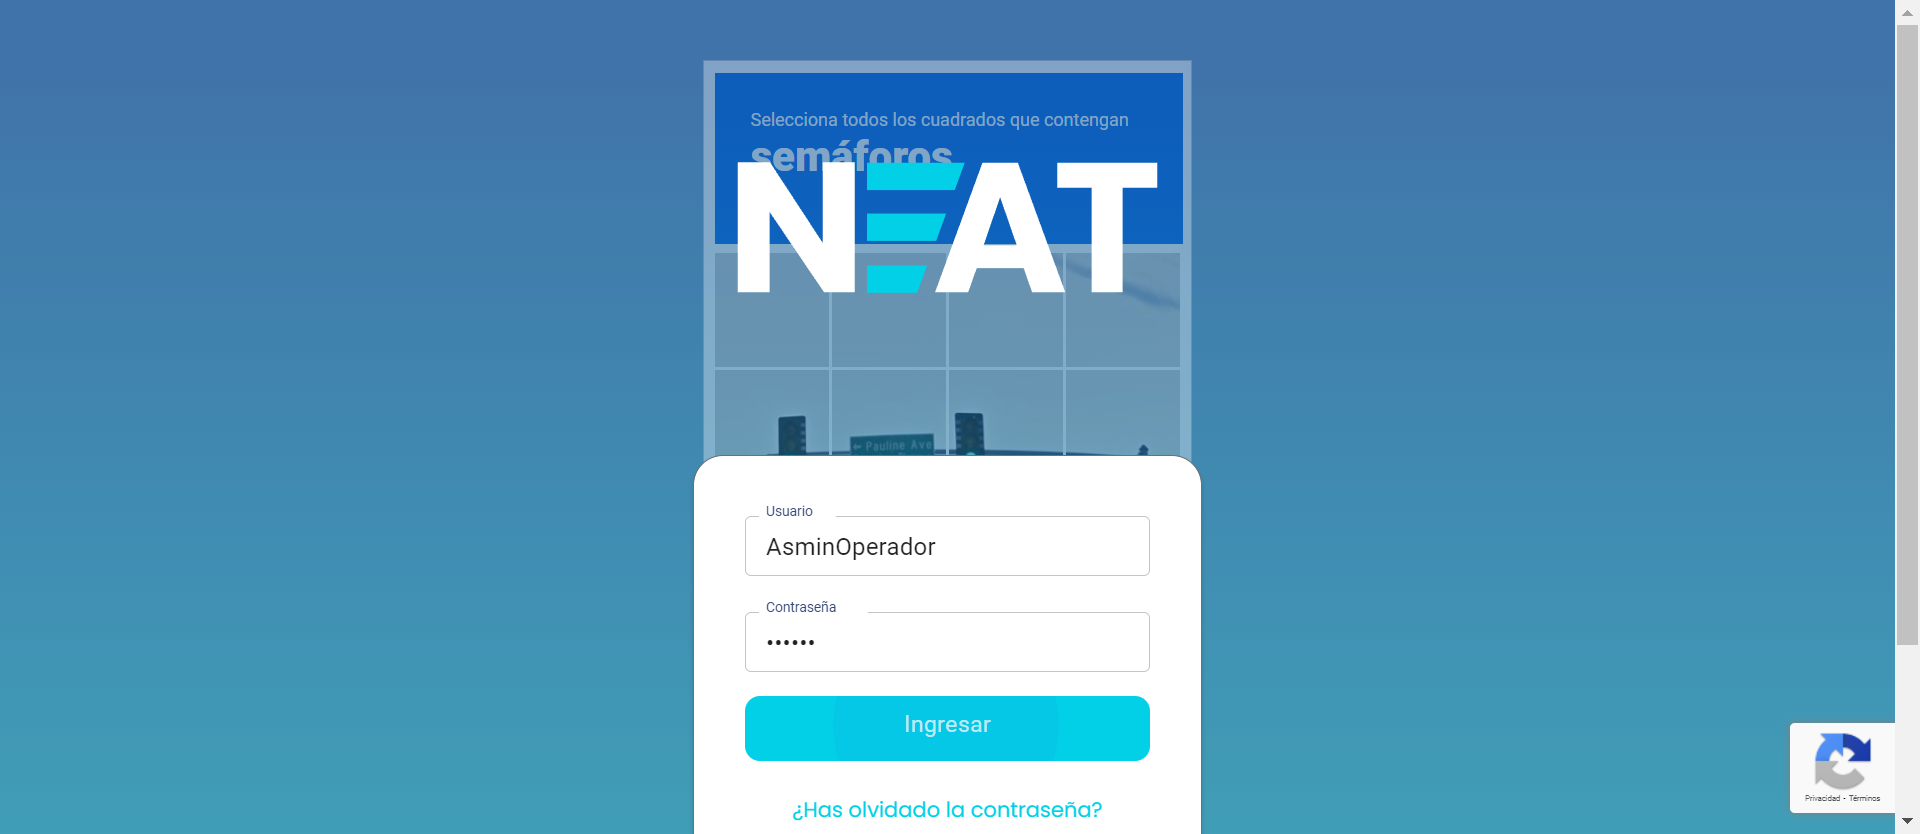 Selecciona todos los cuadrados que contengan
semáforos
NEAT
← Pauline Ave
Usuario
AsminOperador
Contraseña
••••••
Ingresar
¿Has olvidado la contraseña?
Privacidad - Términos